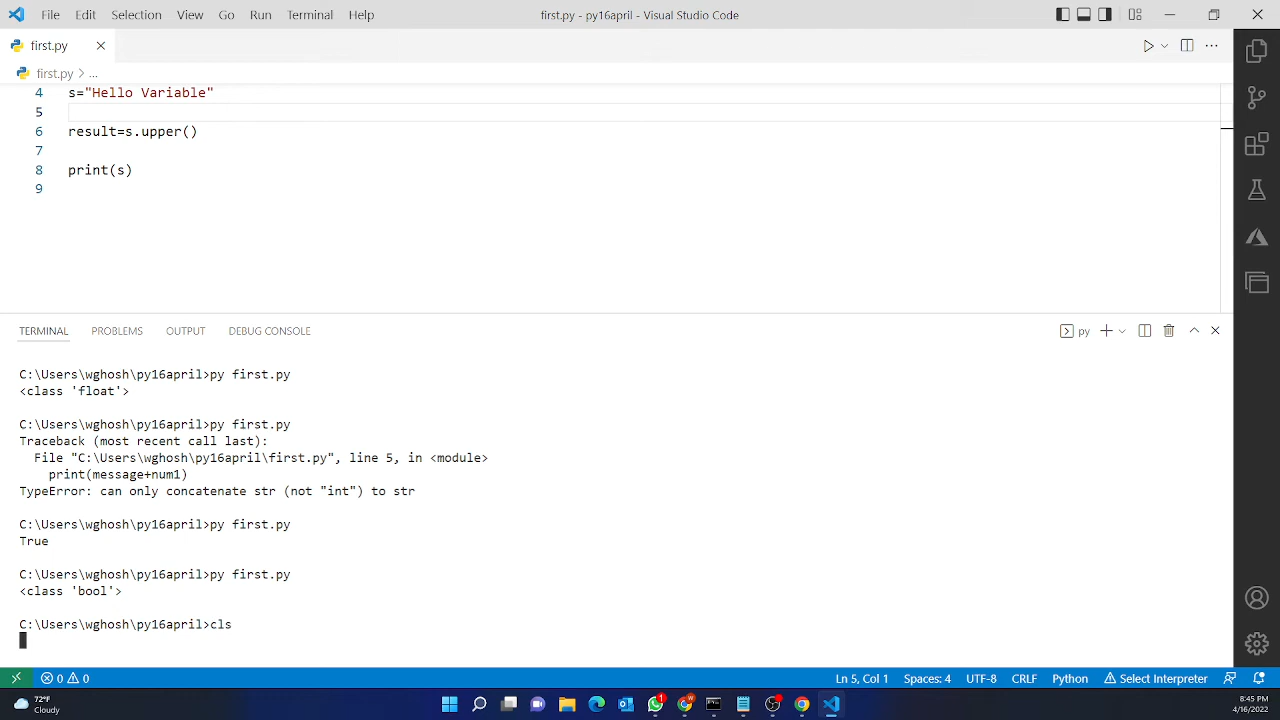 File Edit Selection View Go Run Terminal Help first.py - py16april - Visual Studio Code
first.py
first.py > ...
4 s="Hello Variable"
5
6 result=s.upper()
7
8 print(s)
9
TERMINAL PROBLEMS OUTPUT DEBUG CONSOLE py
C:\Users\wghosh\py16april>py first.py
<class 'float'>
C:\Users\wghosh\py16april>py first.py
Traceback (most recent call last):
File "C:\Users\wghosh\py16april\first.py", line 5, in <module>
print(message+num1)
TypeError: can only concatenate str (not "int") to str
C:\Users\wghosh\py16april>py first.py
True
C:\Users\wghosh\py16april>py first.py
<class 'bool'>
C:\Users\wghosh\py16april>cls
0 0 Ln 5, Col 1 Spaces: 4 UTF-8 CRLF Python Select Interpreter
72°F
Cloudy
1
8:45 PM
4/16/2022